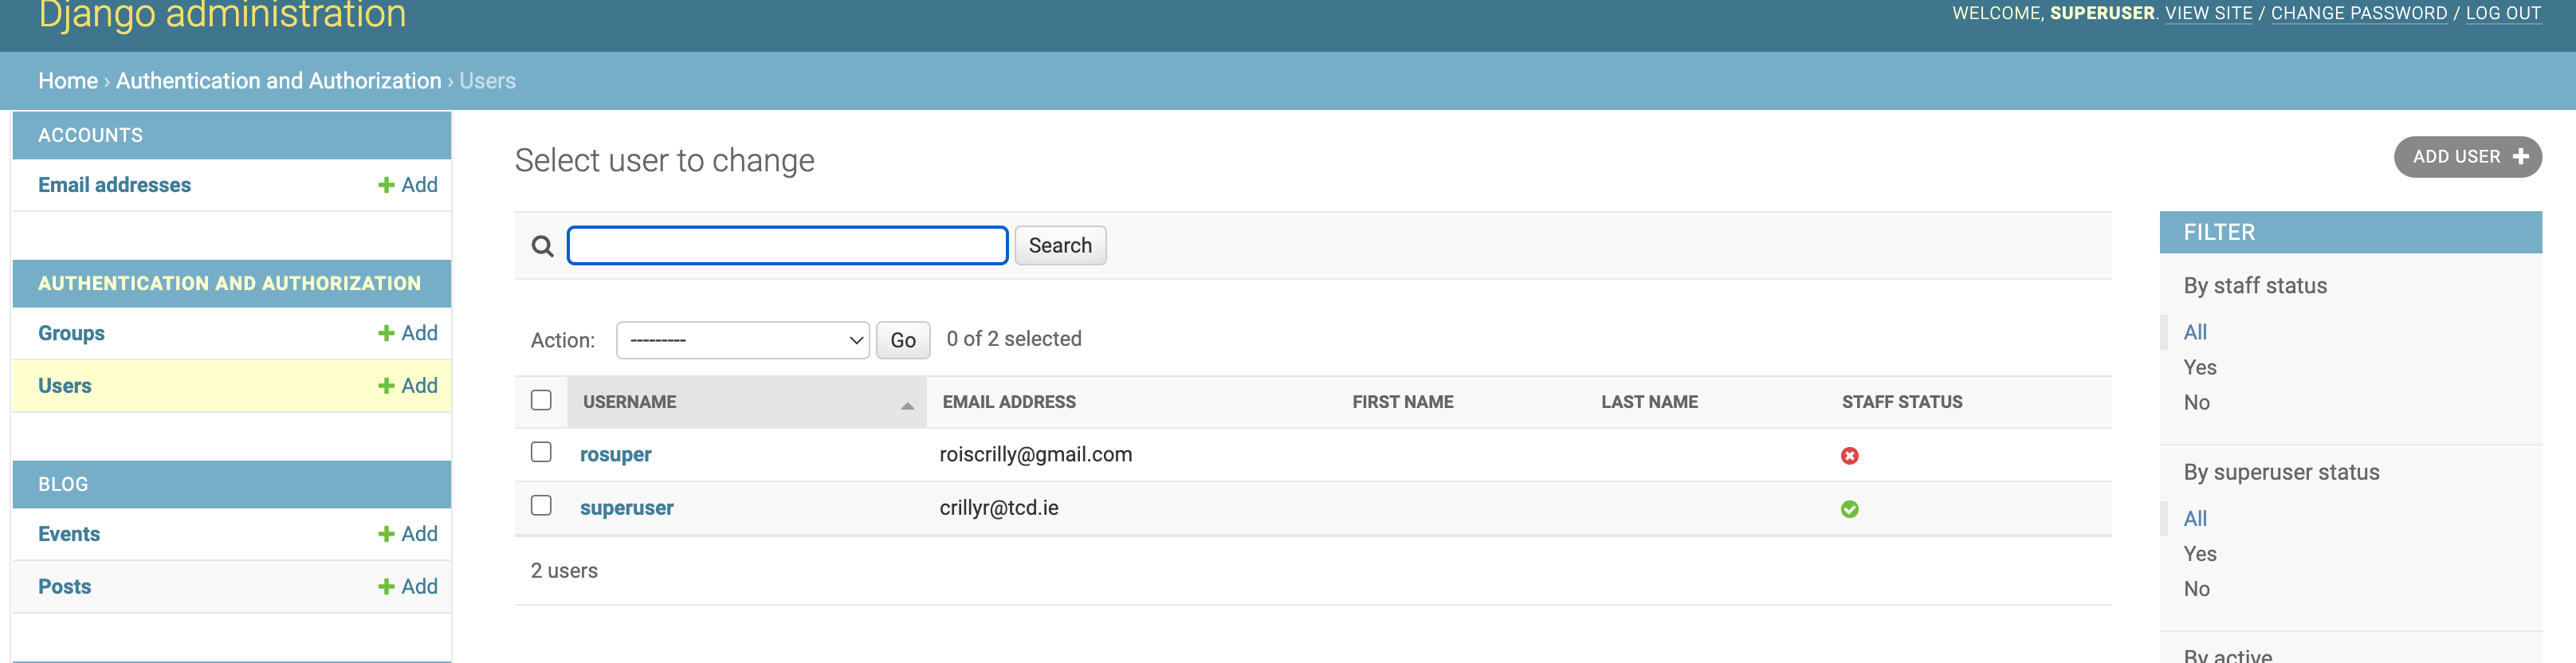 Django administration
WELCOME, SUPERUSER. VIEW SITE / CHANGE PASSWORD / LOG OUT
Home › Authentication and Authorization › Users
ACCOUNTS
Email addresses + Add
AUTHENTICATION AND AUTHORIZATION
Groups + Add
Users + Add
BLOG
Events + Add
Posts + Add
Select user to change
ADD USER +
Search
Action: --------- Go 0 of 2 selected
USERNAME EMAIL ADDRESS FIRST NAME LAST NAME STAFF STATUS
rosuper roiscrilly@gmail.com
superuser crillyr@tcd.ie
2 users
FILTER
By staff status
All
Yes
No
By superuser status
All
Yes
No
By active